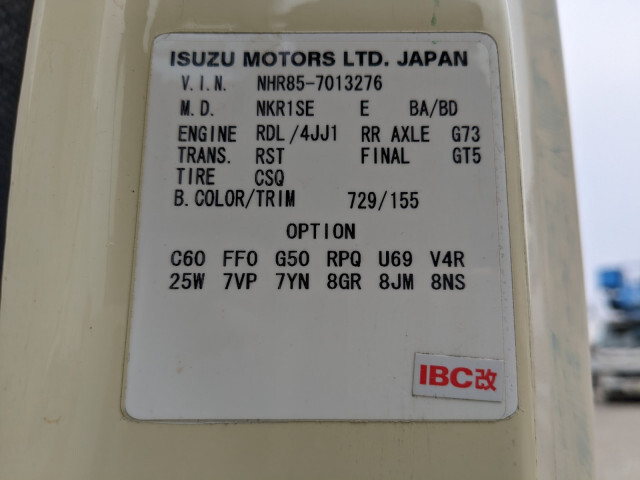 ISUZU MOTORS LTD. JAPAN
V.I.N. NHR85-7013276
M.D. NKR1SE E BA/BD
ENGINE RDL/4JJ1 RR AXLE G73
TRANS. RST FINAL GT5
TIRE CSQ
B.COLOR/TRIM 729/155
OPTION
C60 FF0 G50 RPQ U69 V4R
25W 7VP 7YN 8GR 8JM 8NS
IBC改